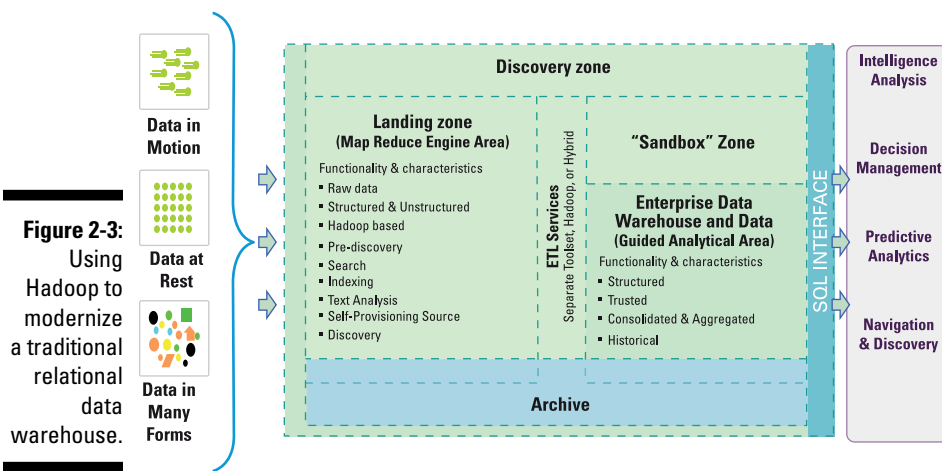 Figure 2-3:
Using
Hadoop to
modernize
a traditional
relational
data
warehouse.
Data in
Motion
Data at
Rest
Data in
Many
Forms
Discovery zone
Landing zone
(Map Reduce Engine Area)
Functionality & characteristics
▪ Raw data
▪ Structured & Unstructured
▪ Hadoop based
▪ Pre-discovery
▪ Search
▪ Indexing
▪ Text Analysis
▪ Self-Provisioning Source
▪ Discovery
ETL Services
Separate Toolset, Hadoop, or Hybrid
“Sandbox” Zone
Enterprise Data
Warehouse and Data
(Guided Analytical Area)
Functionality & characteristics
▪ Structured
▪ Trusted
▪ Consolidated & Aggregated
▪ Historical
Archive
SQL INTERFACE
Intelligence
Analysis
Decision
Management
Predictive
Analytics
Navigation
& Discovery